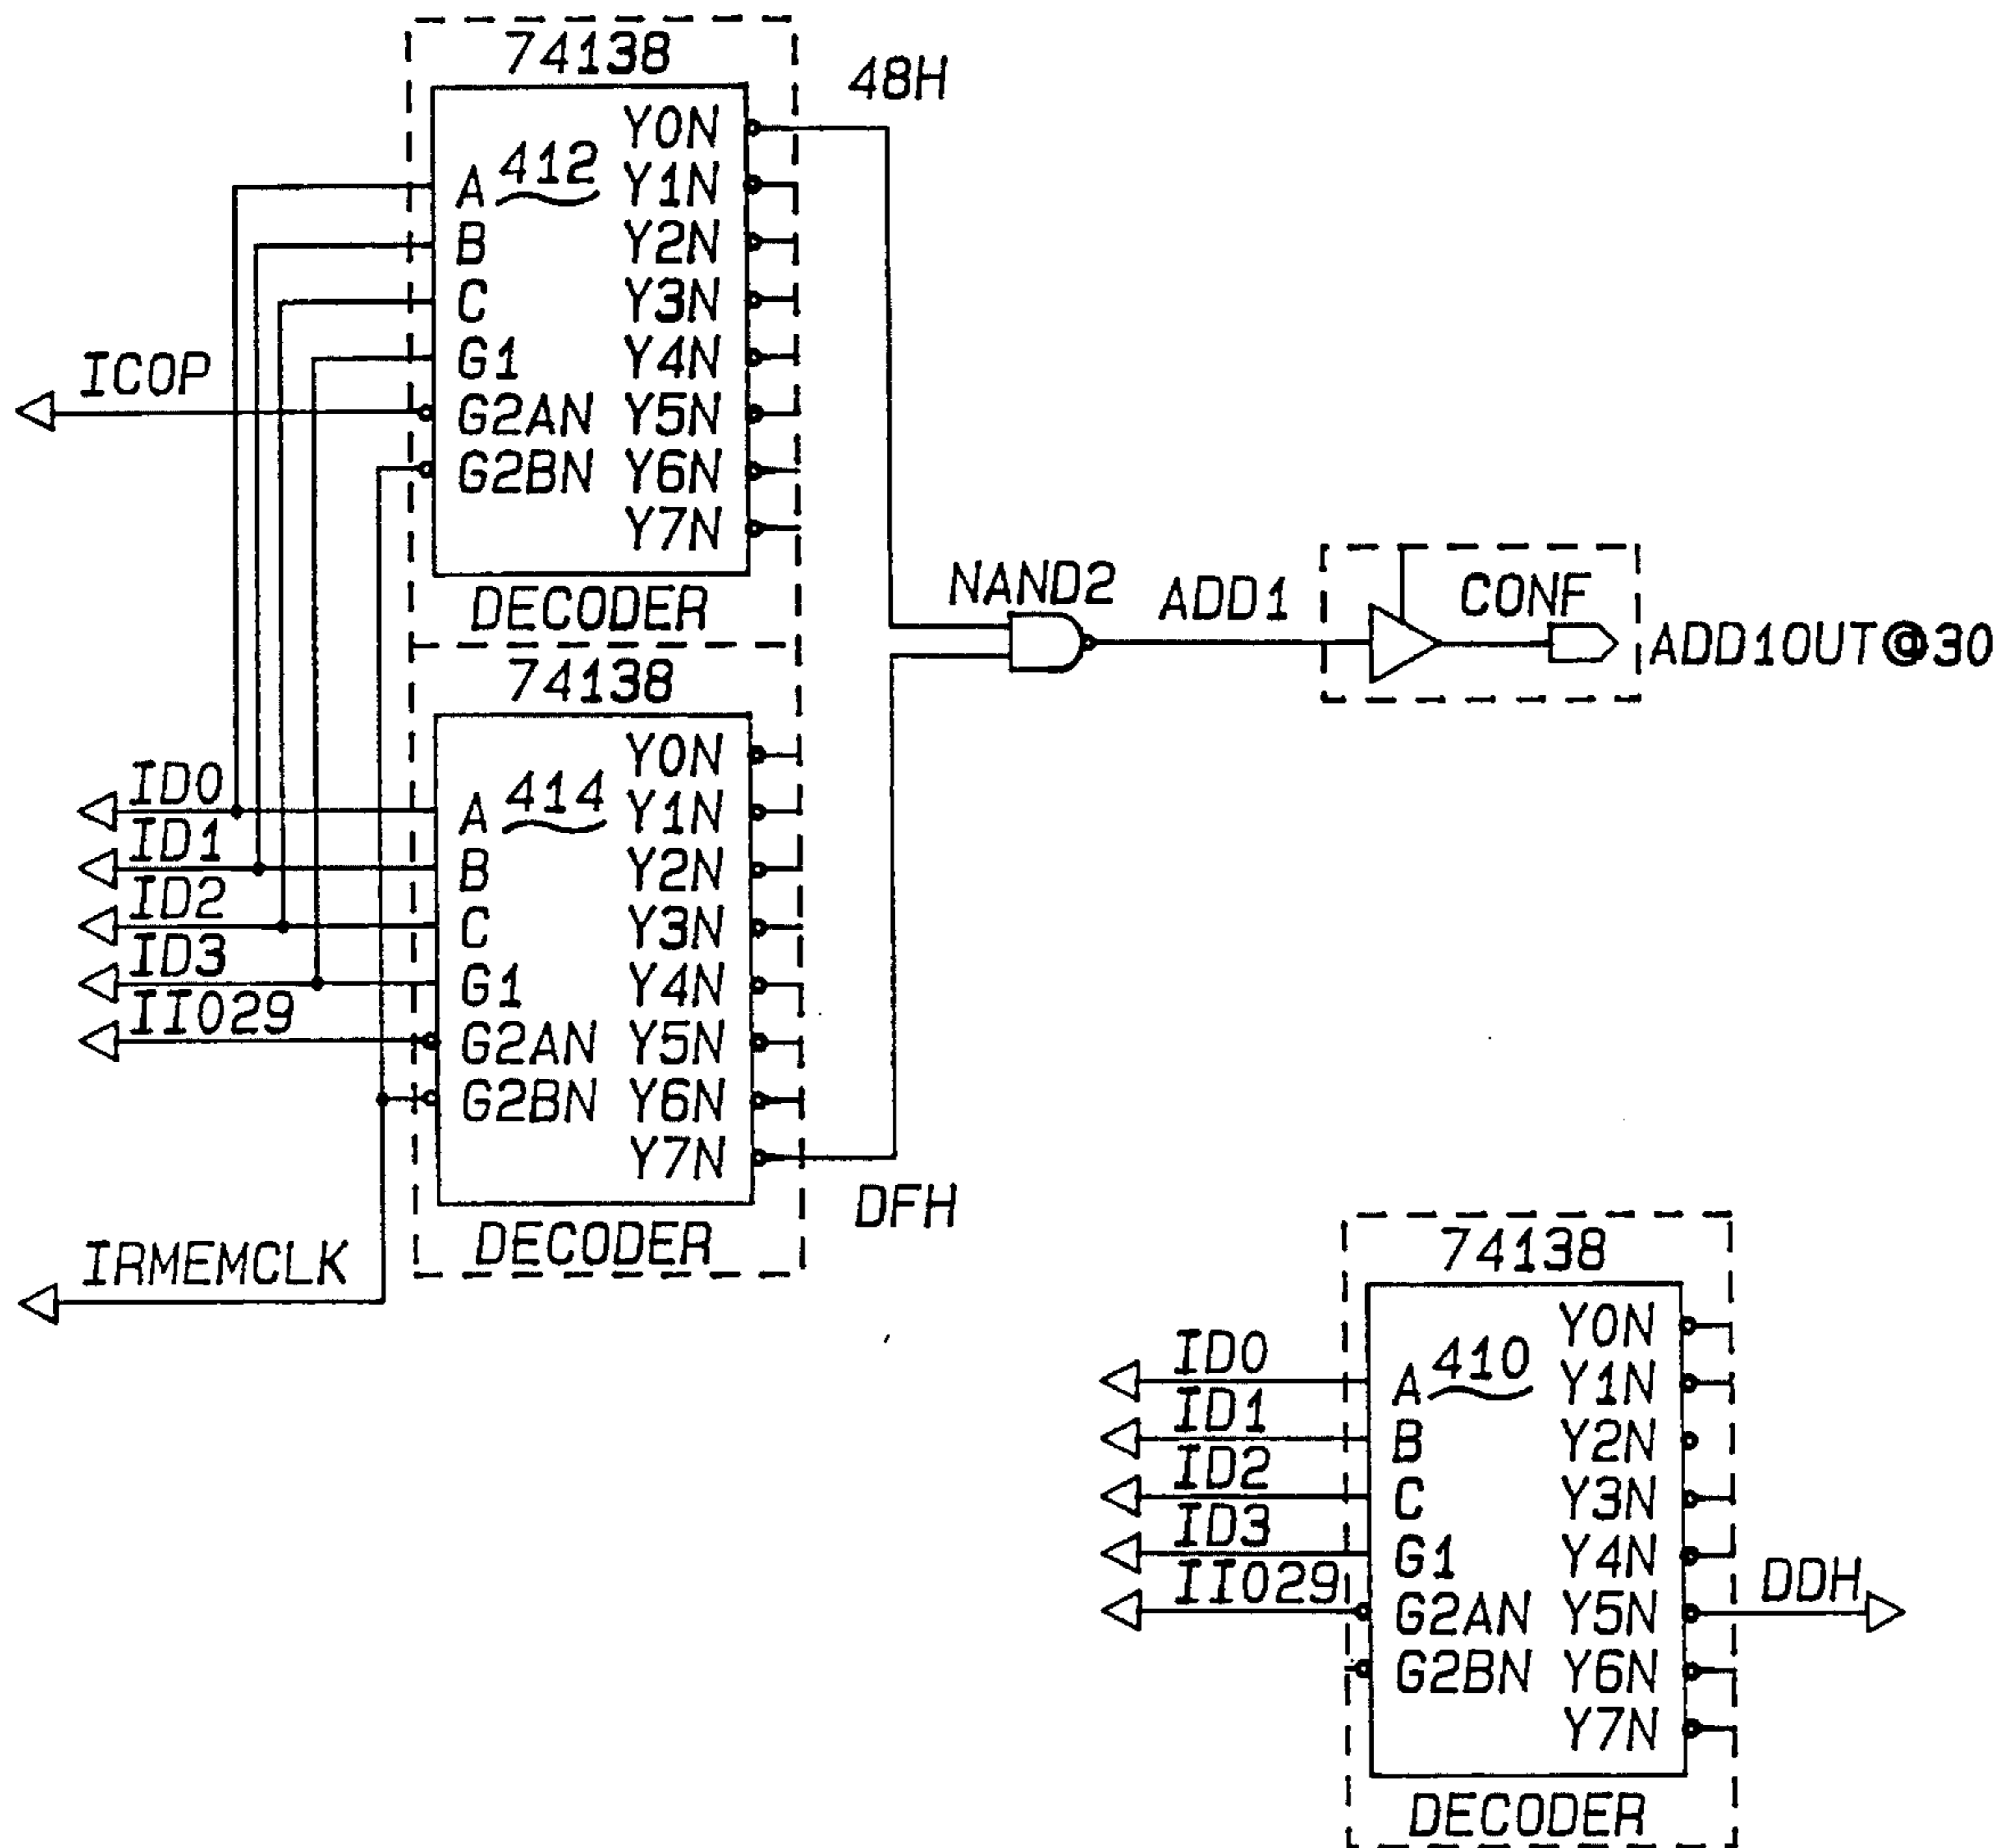 74138
48H
412
A
B
C
G1
G2AN
G2BN
Y0N
Y1N
Y2N
Y3N
Y4N
Y5N
Y6N
Y7N
DECODER
ICOP
74138
414
A
B
C
G1
G2AN
G2BN
Y0N
Y1N
Y2N
Y3N
Y4N
Y5N
Y6N
Y7N
DECODER
ID0
ID1
ID2
ID3
IIO29
IRMEMCLK
DFH
NAND2
ADD1
CONF
ADD1OUT@30
74138
410
A
B
C
G1
G2AN
G2BN
Y0N
Y1N
Y2N
Y3N
Y4N
Y5N
Y6N
Y7N
DECODER
ID0
ID1
ID2
ID3
IIO29
DDH